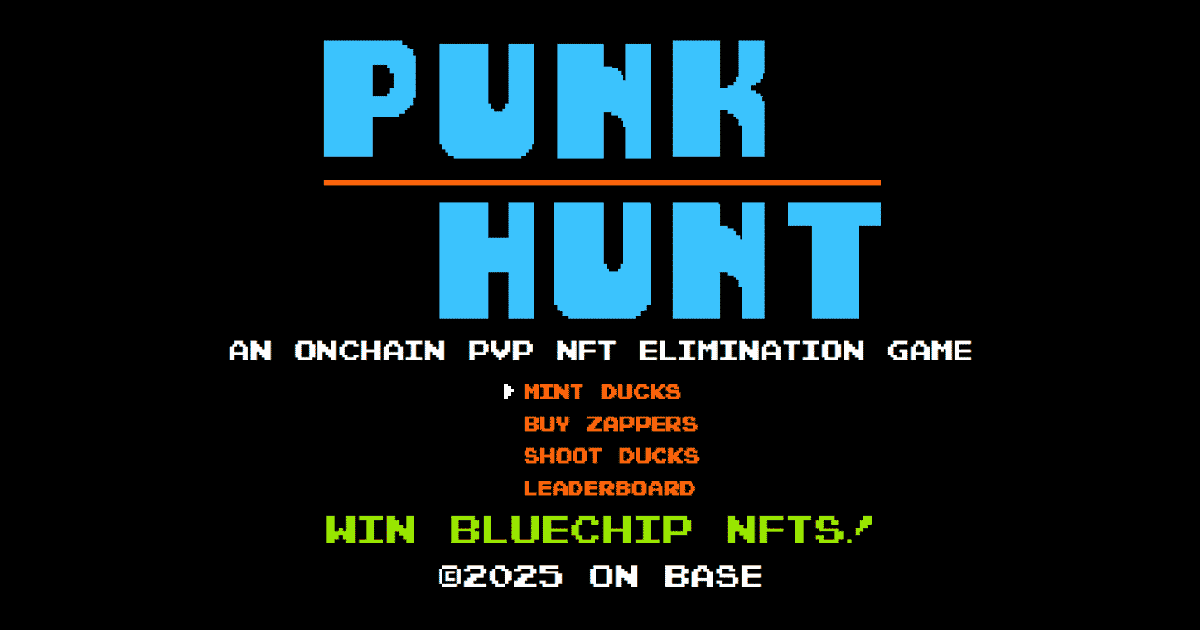 PUNK
HUNT
AN ONCHAIN PVP NFT ELIMINATION GAME
MINT DUCKS
BUY ZAPPERS
SHOOT DUCKS
LEADERBOARD
WIN BLUECHIP NFTS!
©2025 ON BASE